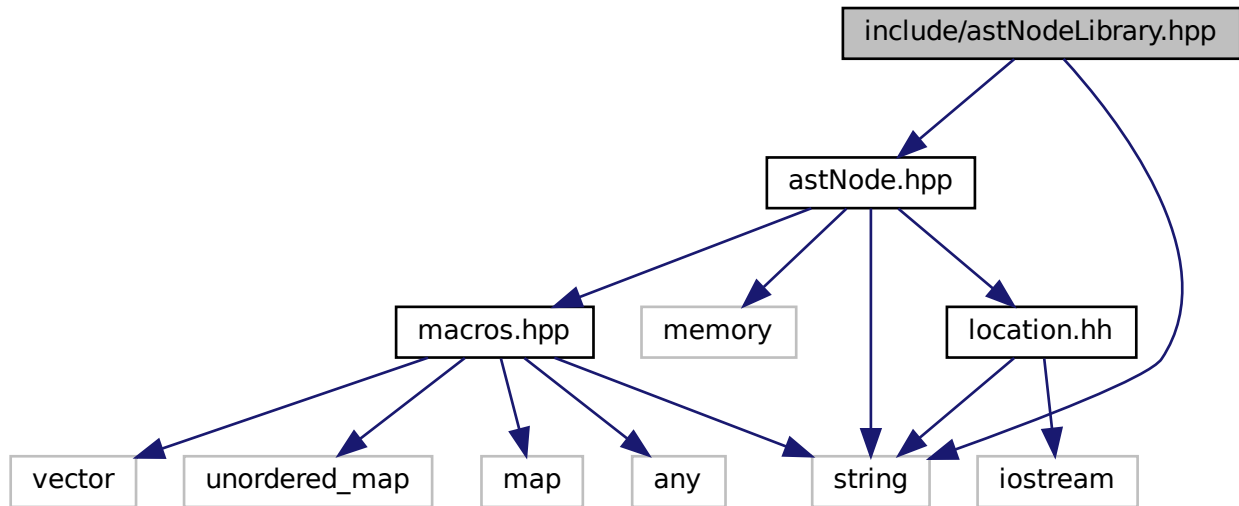 include/astNodeLibrary.hpp
astNode.hpp
macros.hpp
memory
location.hh
vector
unordered_map
map
any
string
iostream